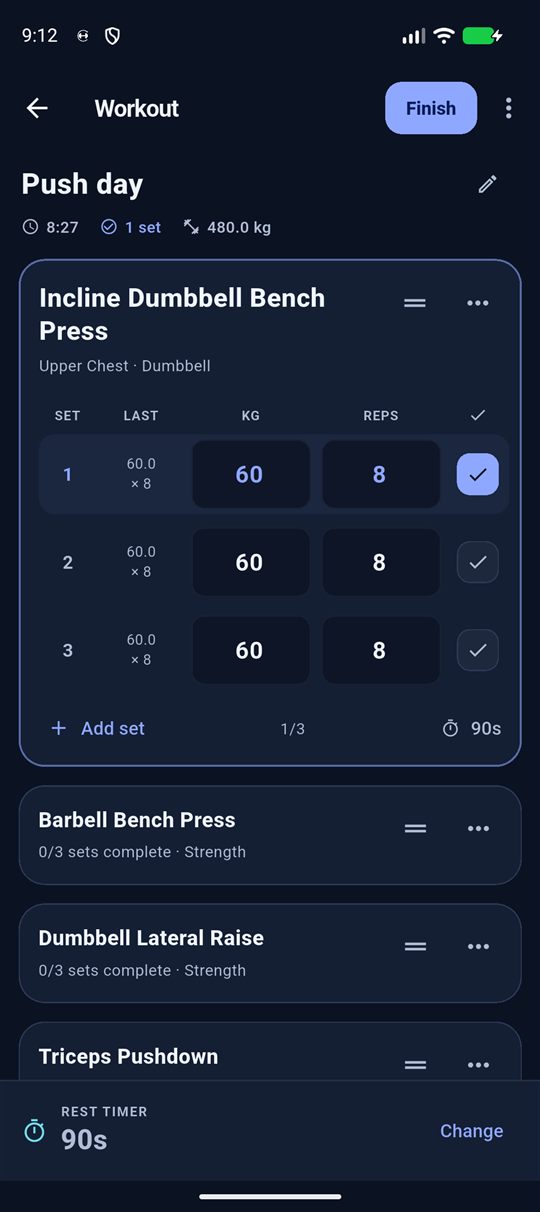 9:12
Workout
Finish
Push day
8:27 1 set 480.0 kg
Incline Dumbbell Bench
Press
Upper Chest · Dumbbell
SET LAST KG REPS
1 60.0 × 8 60 8
2 60.0 × 8 60 8
3 60.0 × 8 60 8
Add set 1/3 90s
Barbell Bench Press
0/3 sets complete · Strength
Dumbbell Lateral Raise
0/3 sets complete · Strength
Triceps Pushdown
REST TIMER
90s
Change